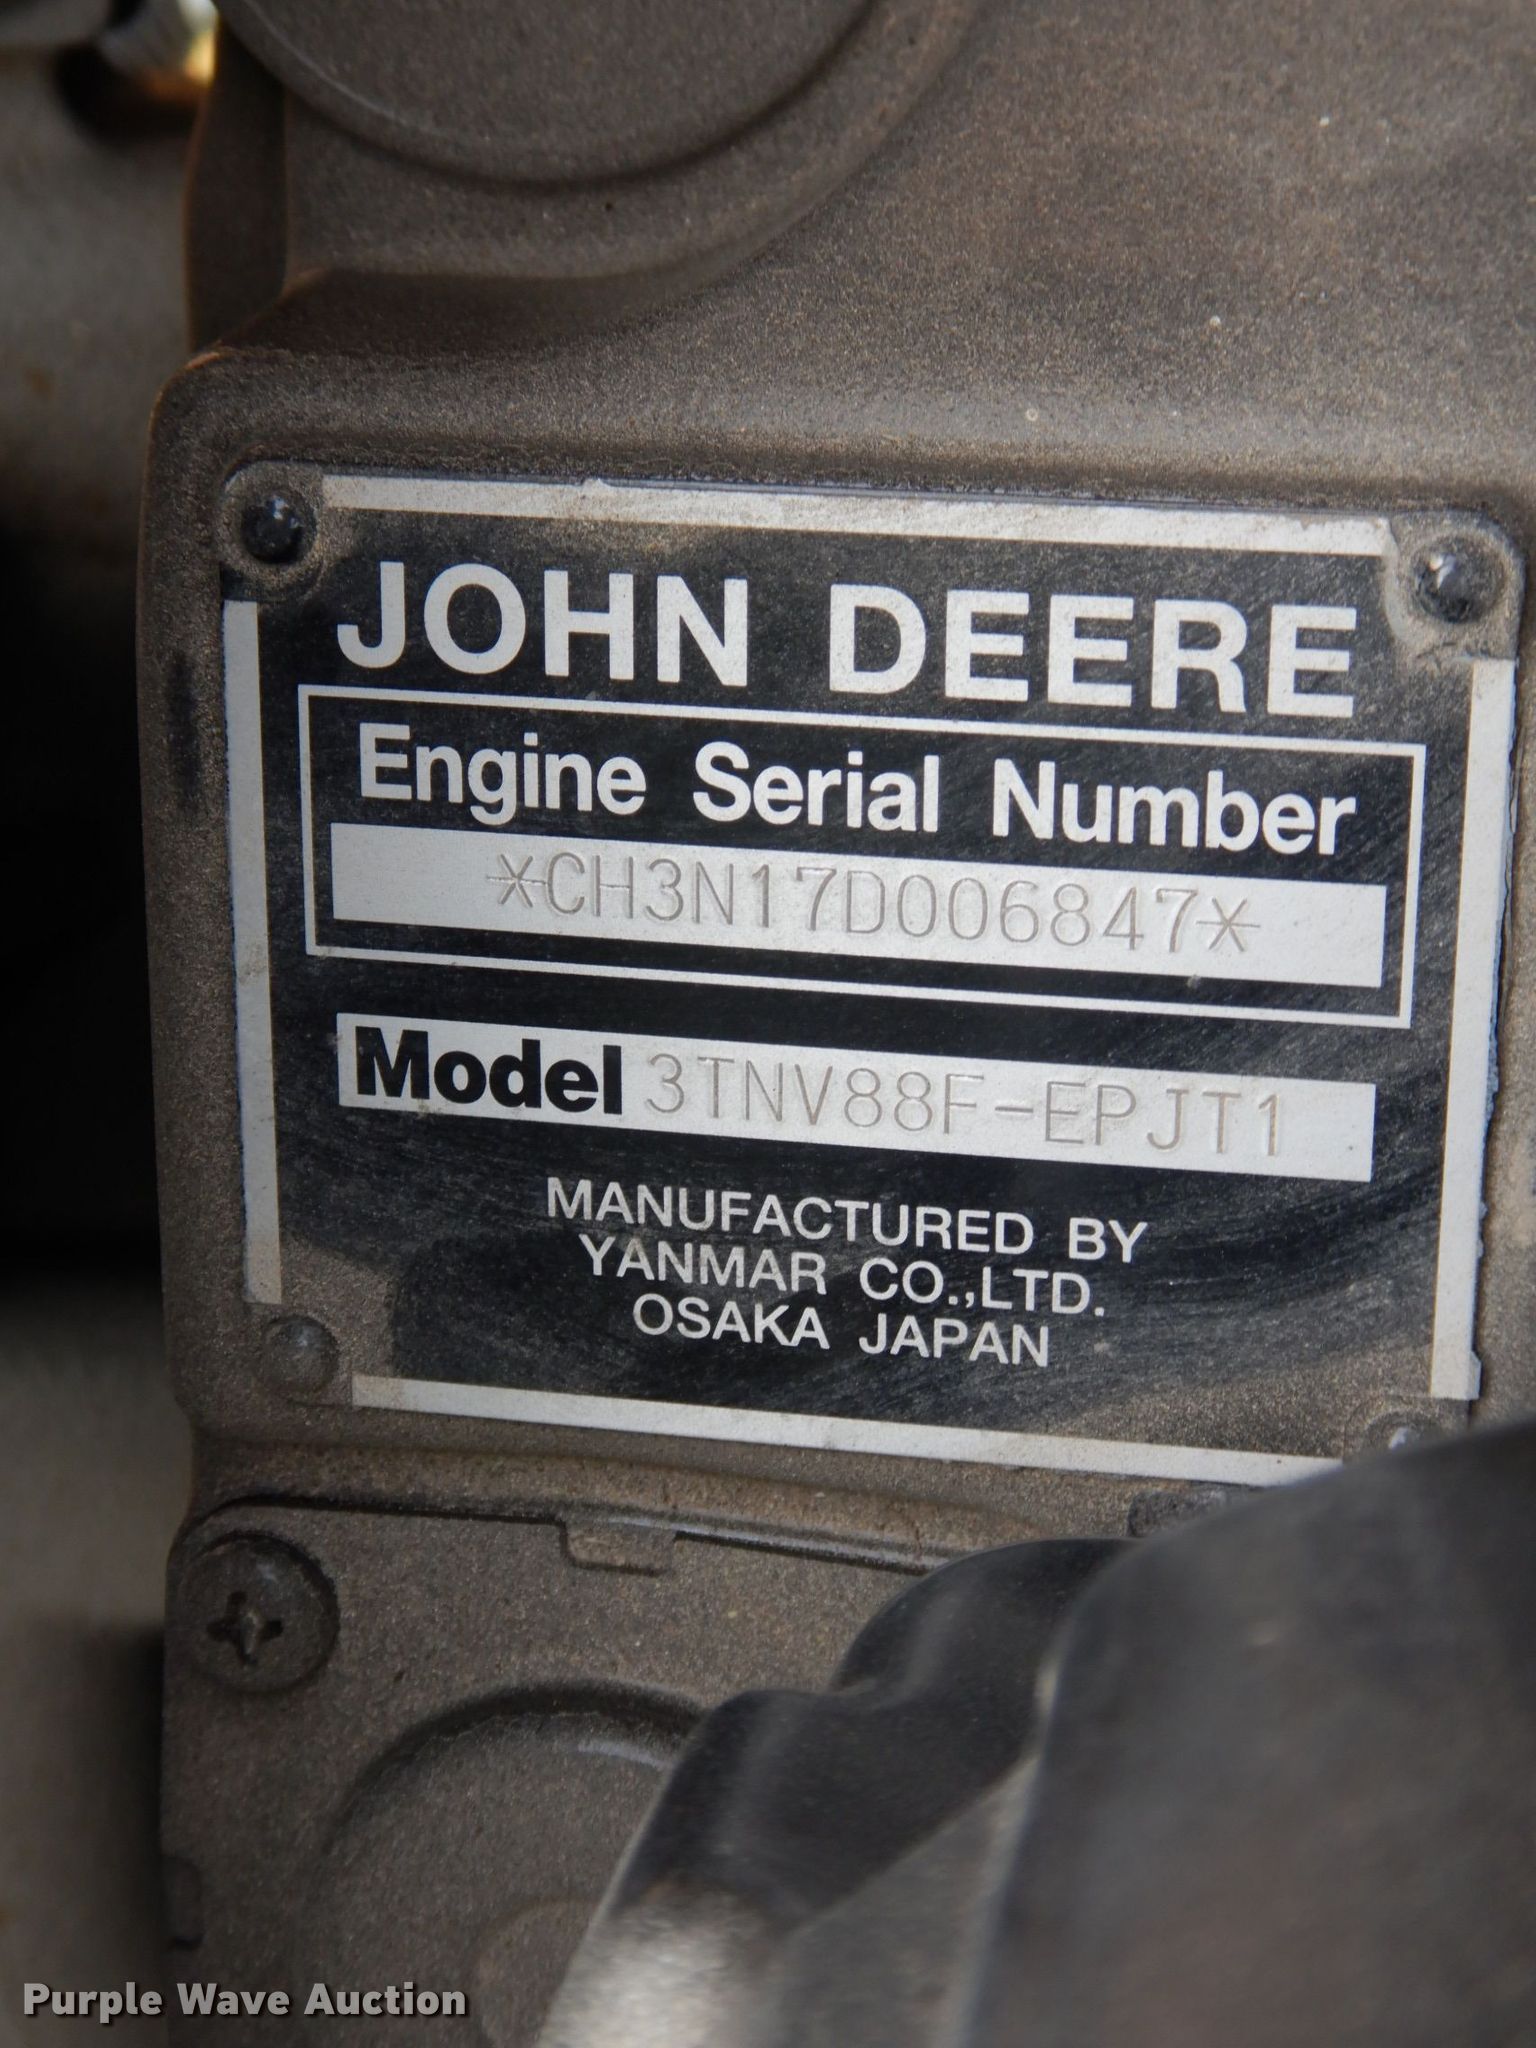 JOHN DEERE
Engine Serial Number
*CH3N17D006847*
Model 3TNV88F-EPJT1
MANUFACTURED BY
YANMAR CO.,LTD.
OSAKA JAPAN
Purple Wave Auction